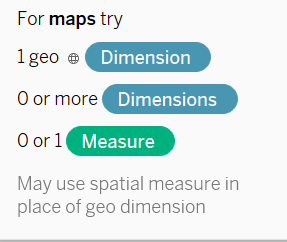 For maps try
1 geo Dimension
0 or more Dimensions
0 or 1 Measure
May use spatial measure in
place of geo dimension